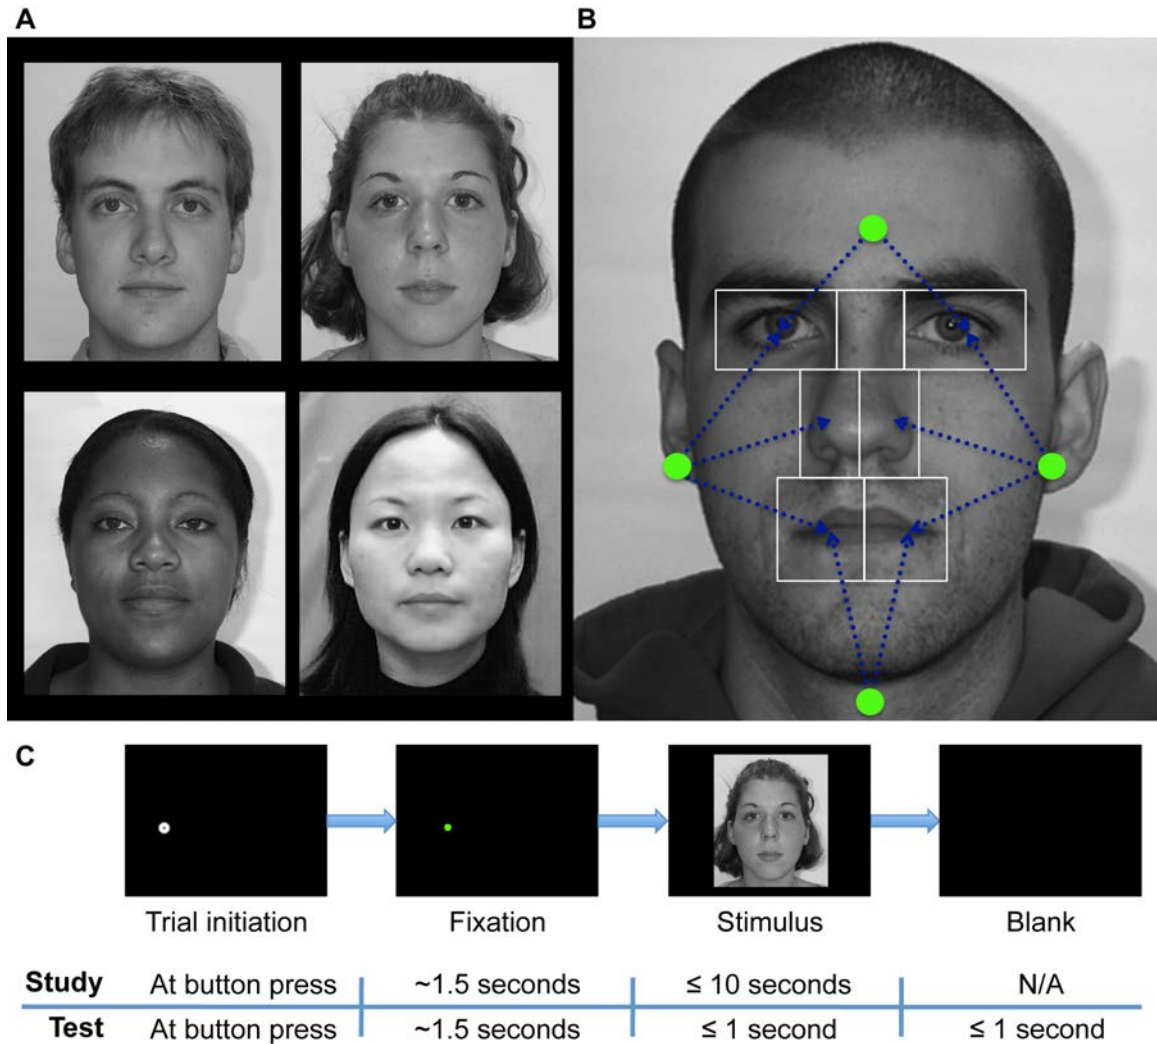 A
B
C
Trial initiation
Fixation
Stimulus
Blank
Study At button press ~1.5 seconds ≤ 10 seconds N/A
Test At button press ~1.5 seconds ≤ 1 second ≤ 1 second